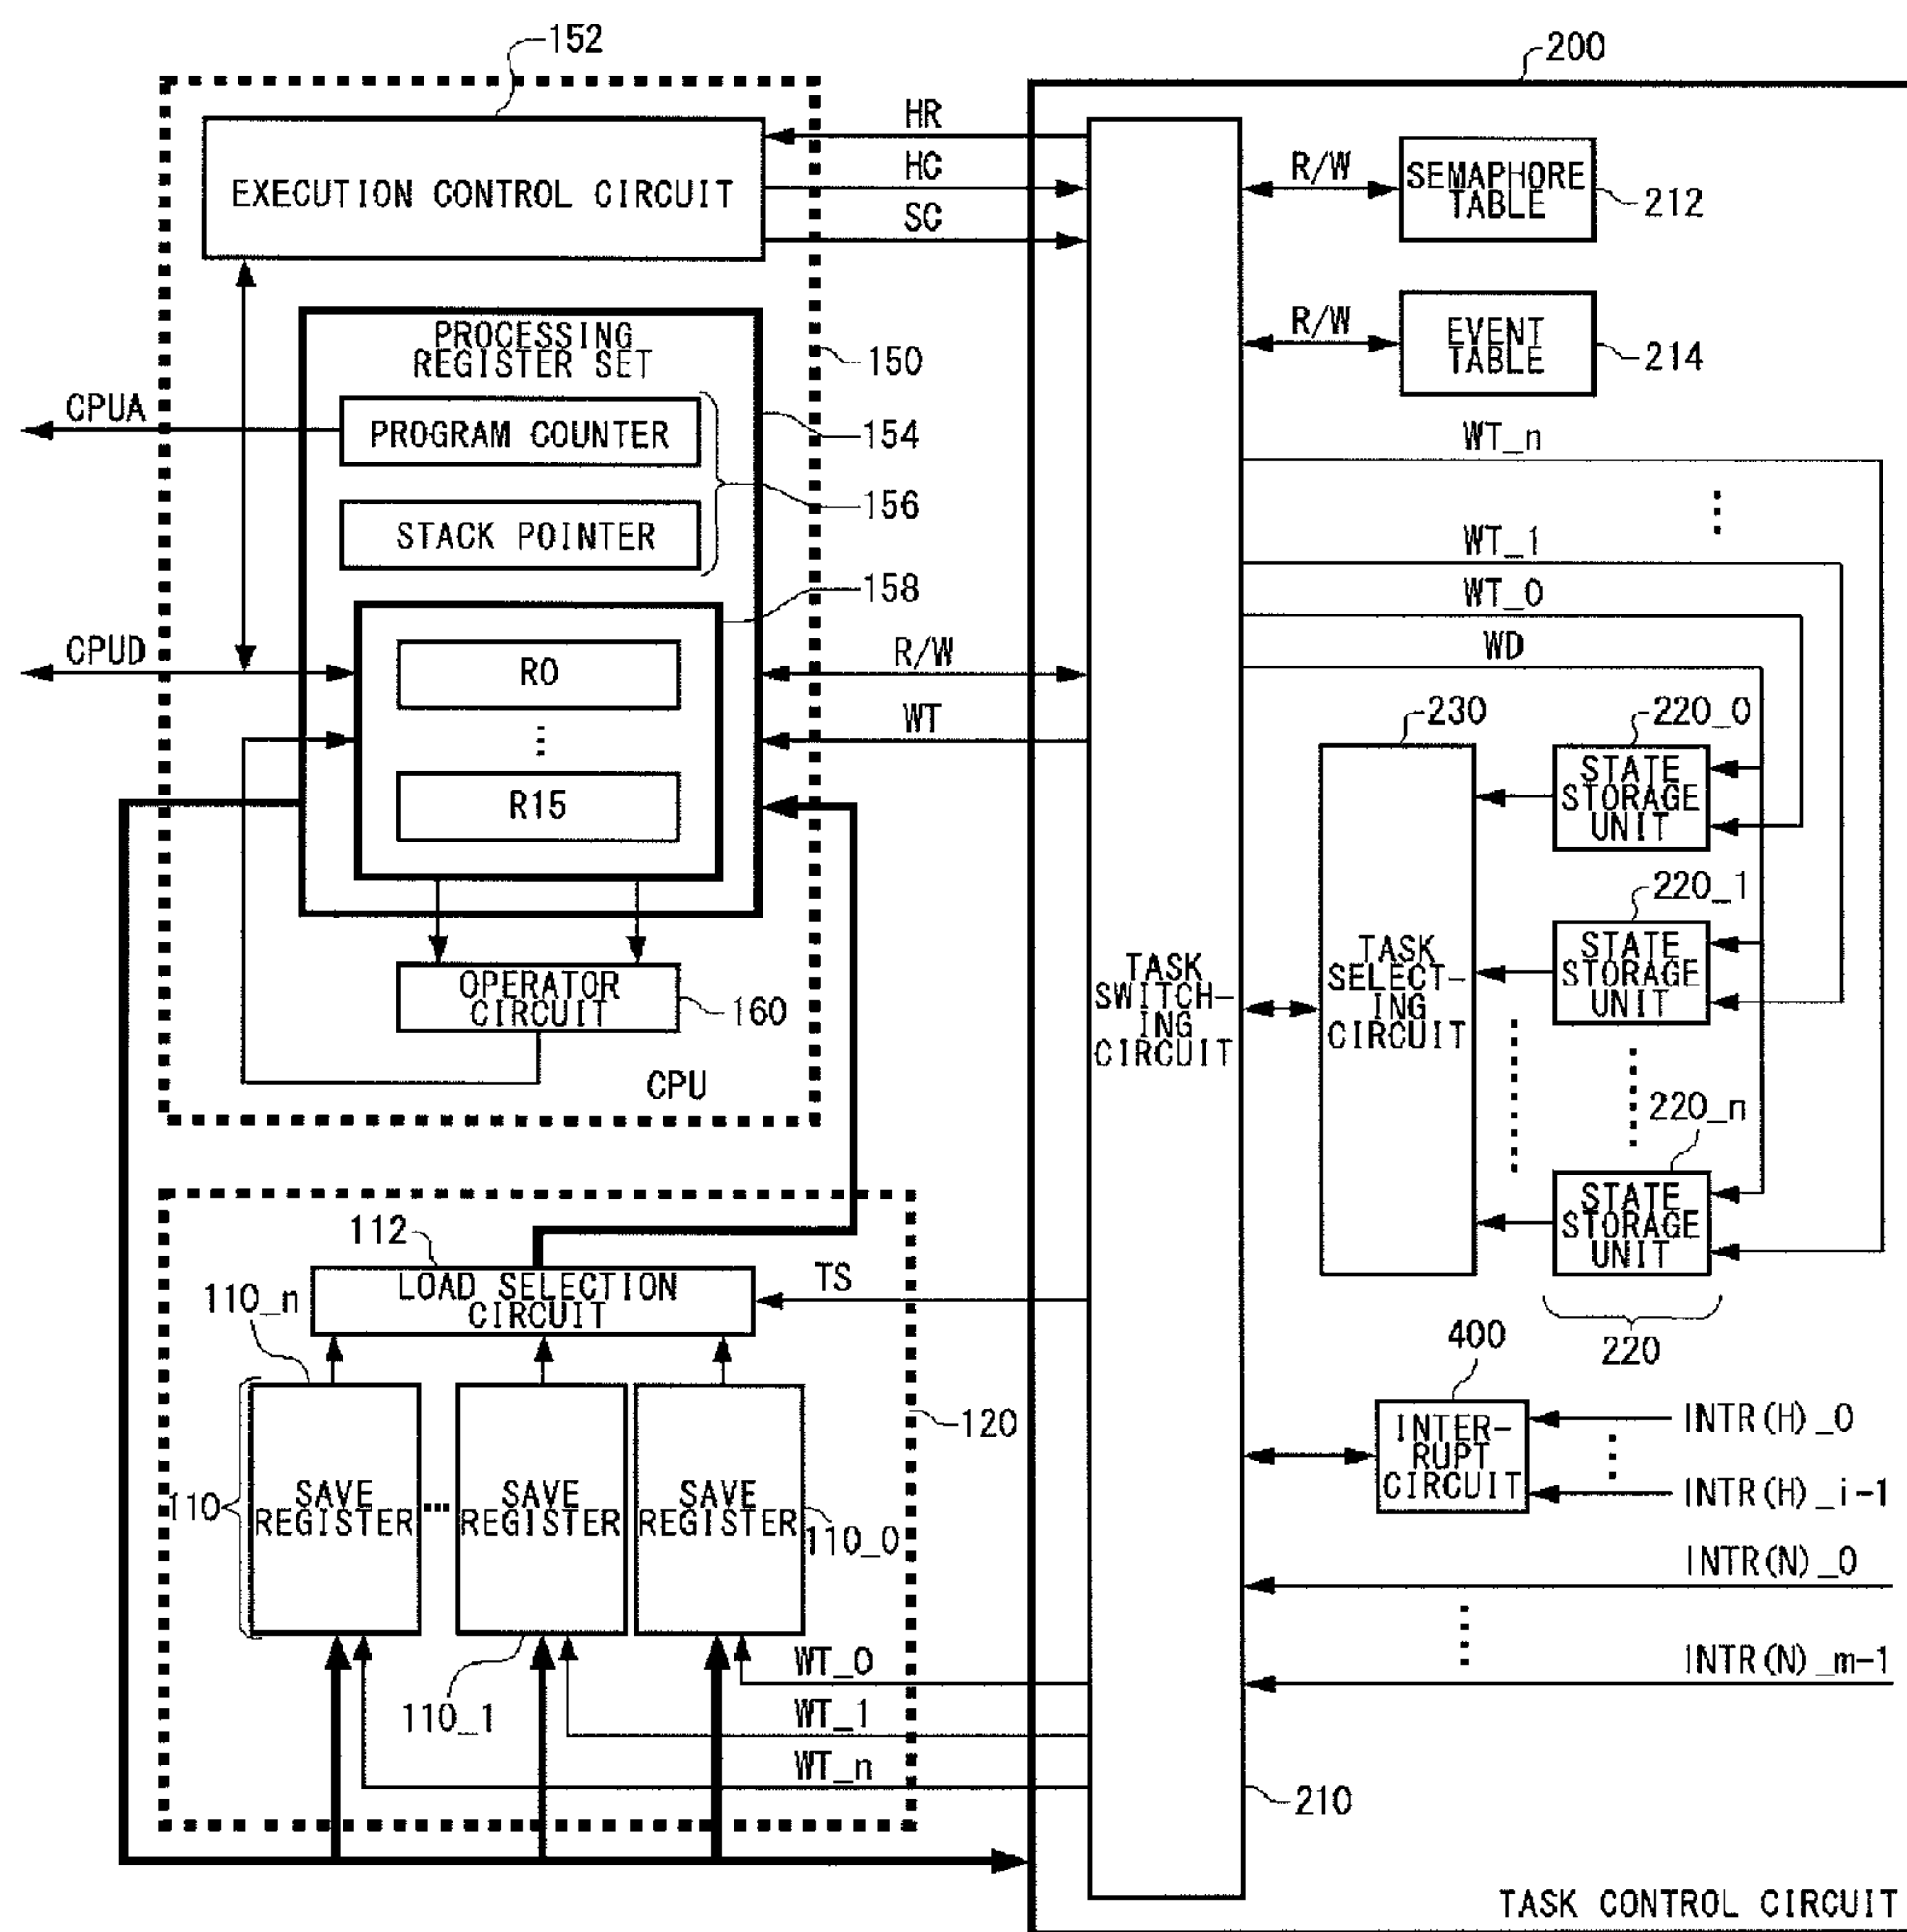 152
200
HR
HC
SC
EXECUTION CONTROL CIRCUIT
R/W
SEMAPHORE
TABLE
212
PROCESSING
REGISTER SET
150
R/W
EVENT
TABLE
214
CPUA
PROGRAM COUNTER
154
156
STACK POINTER
WT_n
WT_1
158
WT_0
WD
CPUD
R0
R/W
⋮
WT
R15
230
220_0
STATE
STORAGE
UNIT
220_1
STATE
STORAGE
UNIT
OPERATOR
CIRCUIT
160
CPU
TASK
SWITCH-
ING
CIRCUIT
TASK
SELECT-
ING
CIRCUIT
220_n
STATE
STORAGE
UNIT
220
112
LOAD SELECTION
CIRCUIT
TS
110_n
400
INTER-
RUPT
CIRCUIT
INTR(H)_0
INTR(H)_i-1
120
110
SAVE
REGISTER
...
SAVE
REGISTER
SAVE
REGISTER
110_0
INTR(N)_0
INTR(N)_m-1
WT_0
110_1
WT_1
WT_n
210
TASK CONTROL CIRCUIT